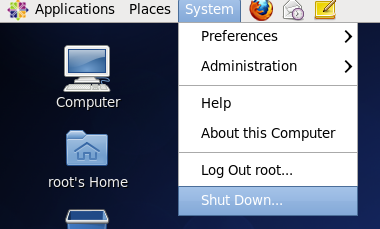 Applications Places System
Preferences
Administration
Computer
Help
About this Computer
root's Home
Log Out root...
Shut Down...